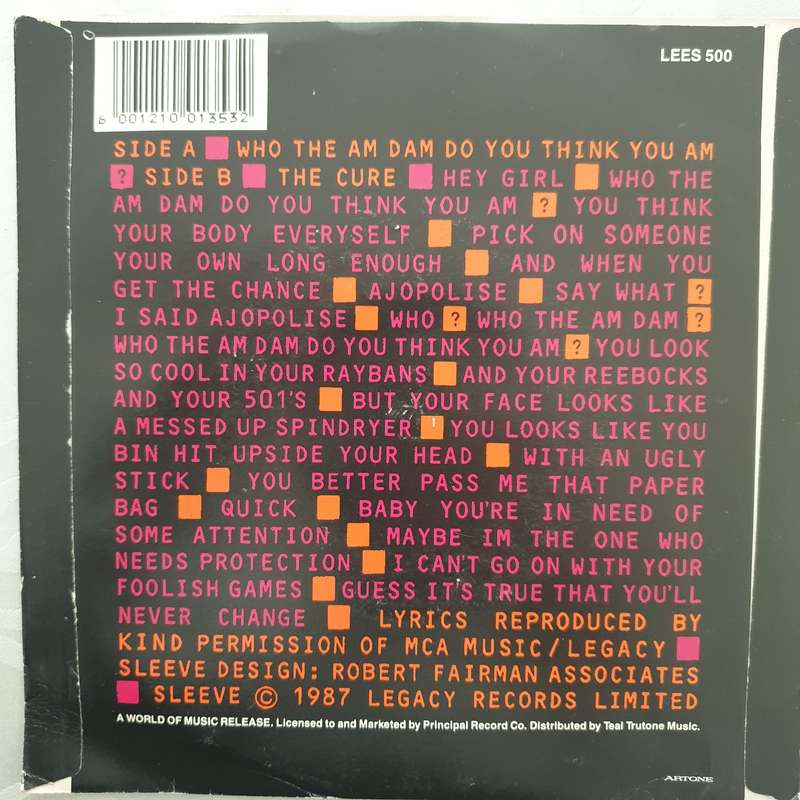 LEES 500
6 001210 013532
SIDE A WHO THE AM DAM DO YOU THINK YOU AM
? SIDE B THE CURE HEY GIRL WHO THE
AM DAM DO YOU THINK YOU AM ? YOU THINK
YOUR BODY EVERYSELF PICK ON SOMEONE
YOUR OWN LONG ENOUGH AND WHEN YOU
GET THE CHANCE AJOPOLISE SAY WHAT ?
I SAID AJOPOLISE WHO ? WHO THE AM DAM ?
WHO THE AM DAM DO YOU THINK YOU AM ? YOU LOOK
SO COOL IN YOUR RAYBANS AND YOUR REEBOCKS
AND YOUR 501'S BUT YOUR FACE LOOKS LIKE
A MESSED UP SPINDRYER YOU LOOKS LIKE YOU
BIN HIT UPSIDE YOUR HEAD WITH AN UGLY
STICK YOU BETTER PASS ME THAT PAPER
BAG QUICK BABY YOU'RE IN NEED OF
SOME ATTENTION MAYBE IM THE ONE WHO
NEEDS PROTECTION I CAN'T GO ON WITH YOUR
FOOLISH GAMES GUESS IT'S TRUE THAT YOU'LL
NEVER CHANGE LYRICS REPRODUCED BY
KIND PERMISSION OF MCA MUSIC/LEGACY
SLEEVE DESIGN: ROBERT FAIRMAN ASSOCIATES
SLEEVE © 1987 LEGACY RECORDS LIMITED
A WORLD OF MUSIC RELEASE. Licensed to and Marketed by Principal Record Co. Distributed by Teal Trutone Music.
ARTONE